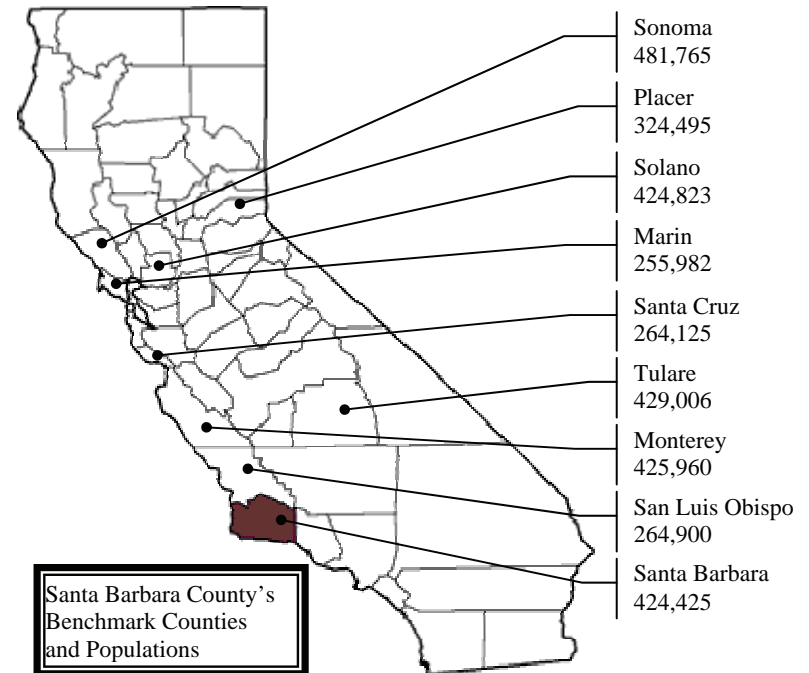 Sonoma
481,765
Placer
324,495
Solano
424,823
Marin
255,982
Santa Cruz
264,125
Tulare
429,006
Monterey
425,960
San Luis Obispo
264,900
Santa Barbara
424,425
Santa Barbara County’s
Benchmark Counties
and Populations